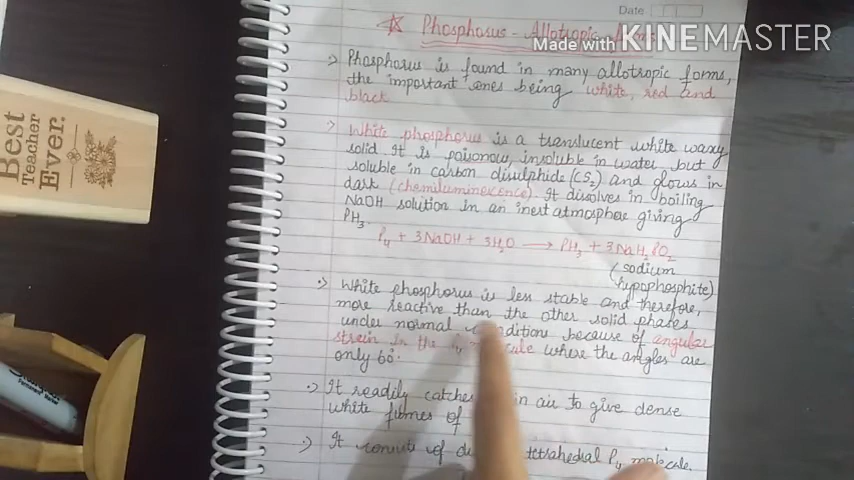 Date
☆ Phosphorus - Allotropic
Made with KINEMASTER
Phosphorus is found in many allotropic forms,
the important ones being white, red and
black
White phosphorus is a translucent white waxy
solid It is poisonous, insoluble in water but
soluble in carbon disulphide (CS₂) and glows in
dark (chemiluminescence). It dissolves in boiling
NaOH solution in an inert atmosphere giving
PH₃
P₄ + 3NaOH + 3H₂O → PH₃ + 3NaH₂PO₂
(sodium
hypophosphite)
White phosphorus is less stable and therefore,
more reactive than the other solid phases
under normal conditions because of angular
strain in the P₄ where the angles are
only 60°
It readily catches in air to give dense
white fumes of
It consists of tetrahedral P₄ molecule.
Best
Teacher
Ever.